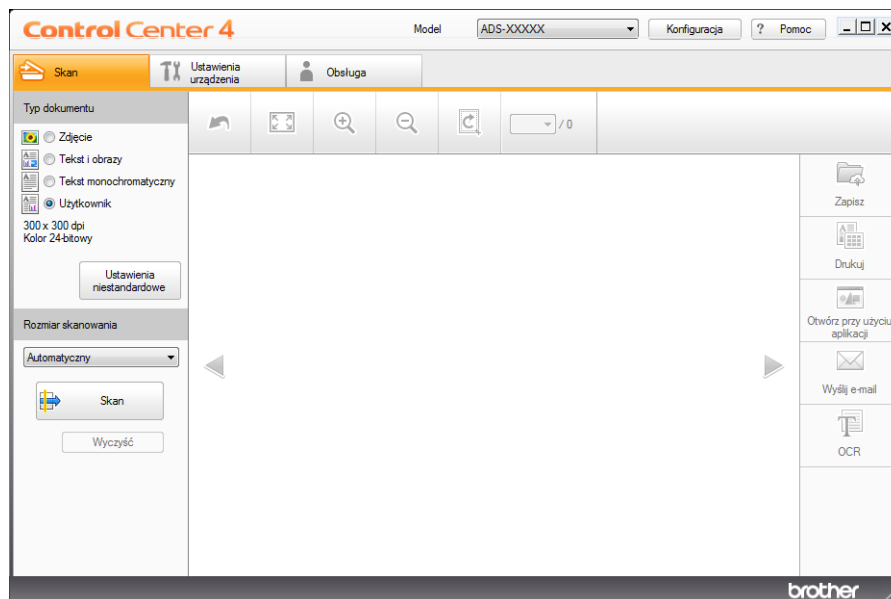 Control Center 4
Model
ADS-XXXXX
Konfiguracja
? Pomoc
Skan
Ustawienia
urządzenia
Obsługa
Typ dokumentu
Zdjęcie
Tekst i obrazy
Tekst monochromatyczny
Użytkownik
300 x 300 dpi
Kolor 24-bitowy
Ustawienia
niestandardowe
Rozmiar skanowania
Automatyczny
Skan
Wyczyść
/ 0
Zapisz
Drukuj
Otwórz przy użyciu
aplikacji
Wyślij e-mail
OCR
brother